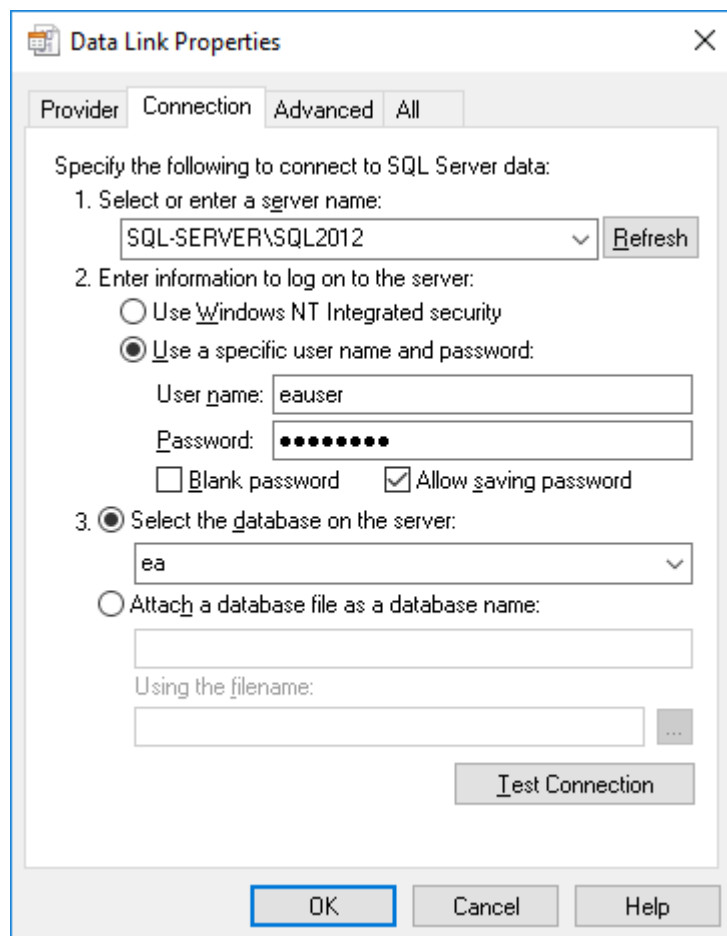 Data Link Properties
Provider Connection Advanced All
Specify the following to connect to SQL Server data:
1. Select or enter a server name:
SQL-SERVER\SQL2012 Refresh
2. Enter information to log on to the server:
Use Windows NT Integrated security
Use a specific user name and password:
User name: eauser
Password: ●●●●●●●●
Blank password Allow saving password
3. Select the database on the server:
ea
Attach a database file as a database name:
Using the filename:
...
Test Connection
OK Cancel Help